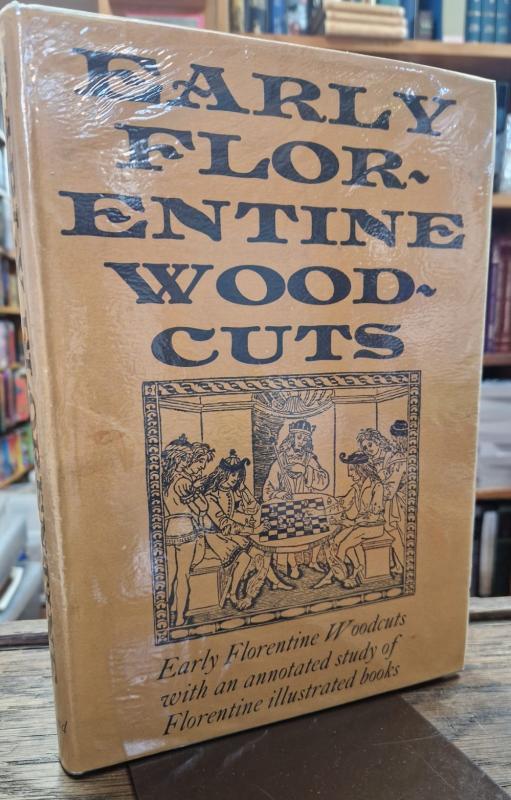 EARLY
FLOR~
ENTINE
WOOD~
CUTS
Early Florentine Woodcuts
with an annotated study of
Florentine illustrated books